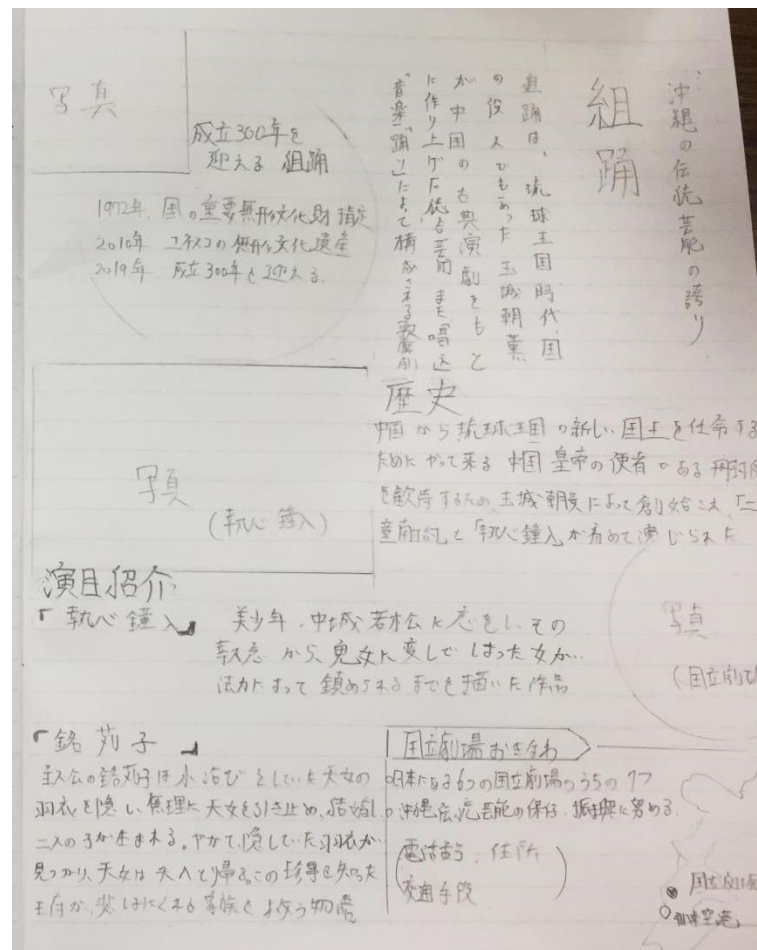 沖縄の伝統芸能の誇り
組踊
組踊は、琉球王国時代、国
の役人でもあった玉城朝薫
が中国の古典演劇をもと
に作り上げた総合芸術 また「唱え」
「音楽」「踊り」によって構成される歌舞劇
写真
成立300年を
迎える 組踊
1972年 国の重要無形文化財指定
2010年 ユネスコの無形文化遺産
2019年 成立300年を迎える
歴史
中国から琉球王国の新しい国王を任命する
ためにやって来る 中国 皇帝の使者である
を歓待するため、玉城朝薫によって創始され、「二
童敵討」と「執心鐘入」が初めて演じられた
写真
(執心鐘入)
演目紹介
「執心鐘入」 美少年・中城若松に恋をし、その
執念から、鬼女に変してしまった女が
法力によって鎮められるまでを描いた作品
写真
(国立劇
「銘苅子」
主人公の銘苅子は水浴びをしていた天女の
羽衣を隠し、無理に天女を引き止め、結婚し
二人の子が生まれる。やがて、隠していた羽衣が
見つかり、天女は天へと帰る。この珍事を知った
王府が、悲しみにくれる家族を 物語
国立劇場おきなわ
日本にある6つの国立劇場のうちの1つ
沖縄伝統芸能の保存 振興に努める
電話番号、住所
交通手段
国立劇場
那覇空港